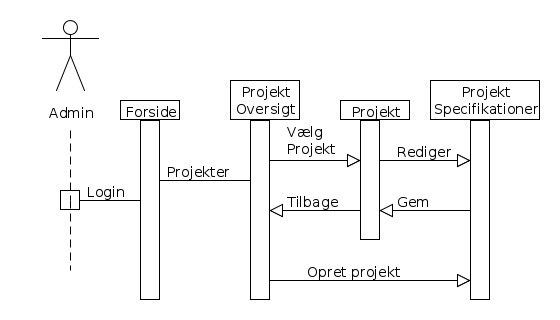 Admin
Forside
Projekt
Oversigt
Projekt
Projekt
Specifikationer
Vælg
Projekt
Rediger
Projekter
Login
Tilbage
Gem
Opret projekt